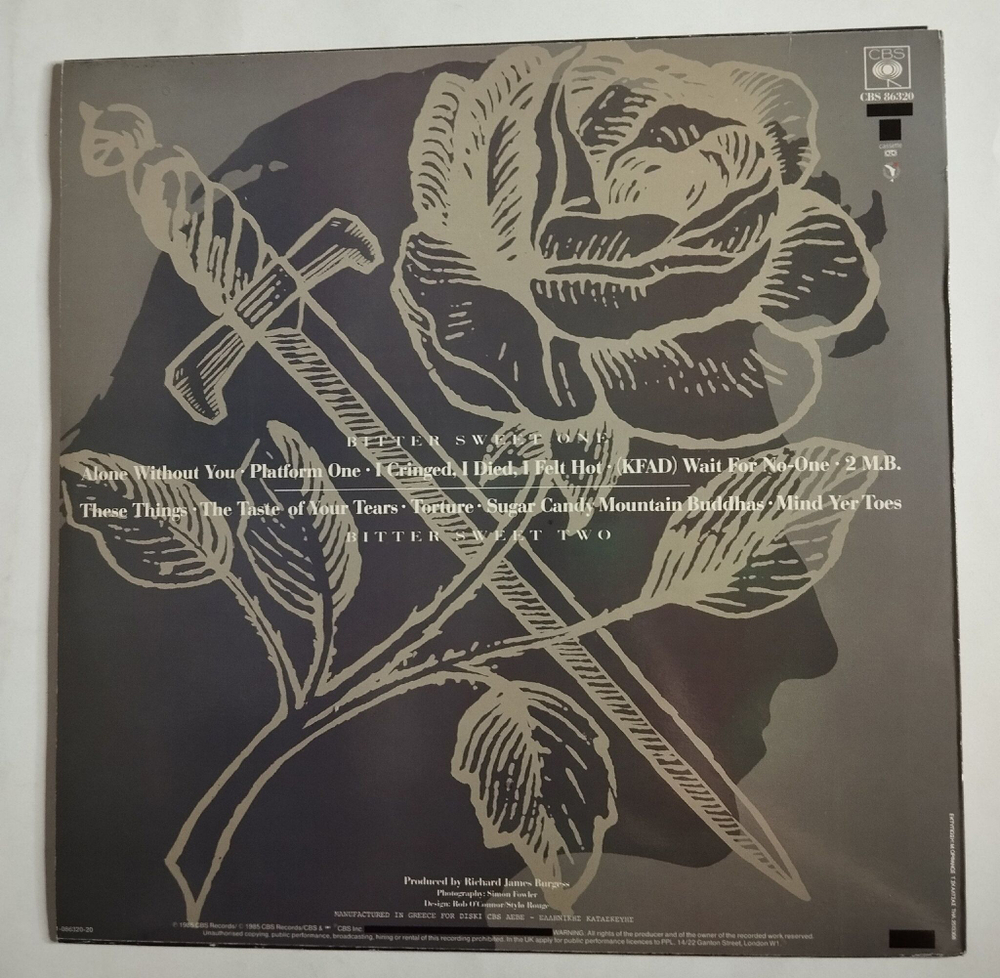 CBS
CBS 86320
cassette
BITTER SWEET ONE
Alone Without You · Platform One · I Cringed, I Died, I Felt Hot · (KFAD) Wait For No-One · 2 M.B.
These Things · The Taste of Your Tears · Torture · Sugar Candy Mountain Buddhas · Mind Yer Toes
BITTER SWEET TWO
Produced by Richard James Burgess
Photography: Simon Fowler
Design: Rob O'Connor/Stylo Rouge
MANUFACTURED IN GREECE FOR DISKI CBS AEBE - ΕΛΛΗΝΙΚΗΣ ΚΑΤΑΣΚΕΥΗΣ
℗ 1985 CBS Records/ © 1985 CBS Records/CBS & CBS Inc. WARNING: All rights of the producer and of the owner of the recorded work reserved.
Unauthorised copying, public performance, broadcasting, hiring or rental of this recording prohibited. In the UK apply for public performance licences to PPL, 14/22 Ganton Street, London W1.
-086320-20